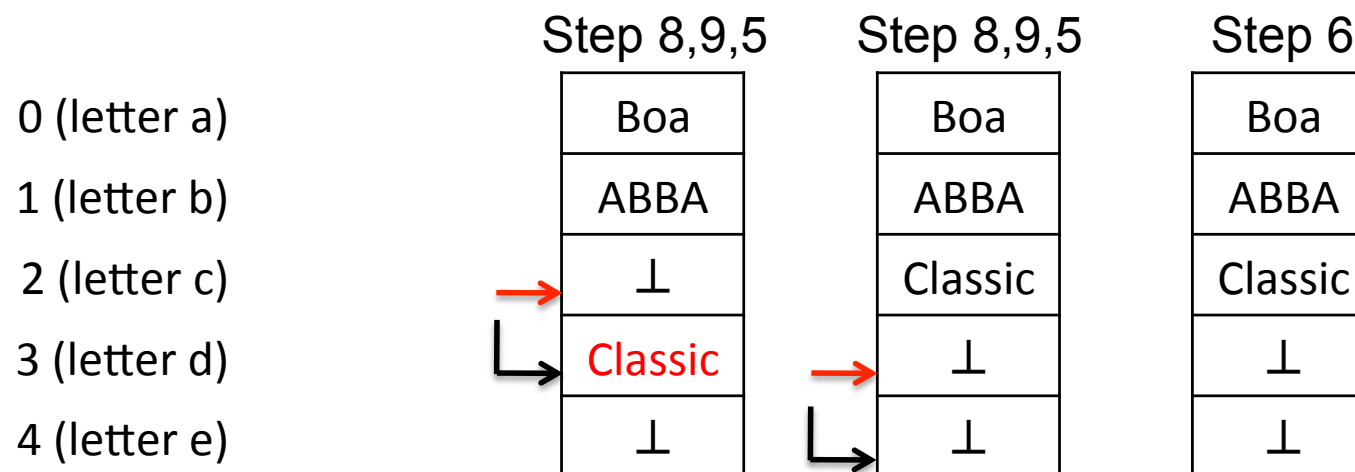 Step 8,9,5 Step 8,9,5 Step 6
0 (letter a) Boa Boa Boa
1 (letter b) ABBA ABBA ABBA
2 (letter c) ⊥ Classic Classic
3 (letter d) Classic ⊥ ⊥
4 (letter e) ⊥ ⊥ ⊥